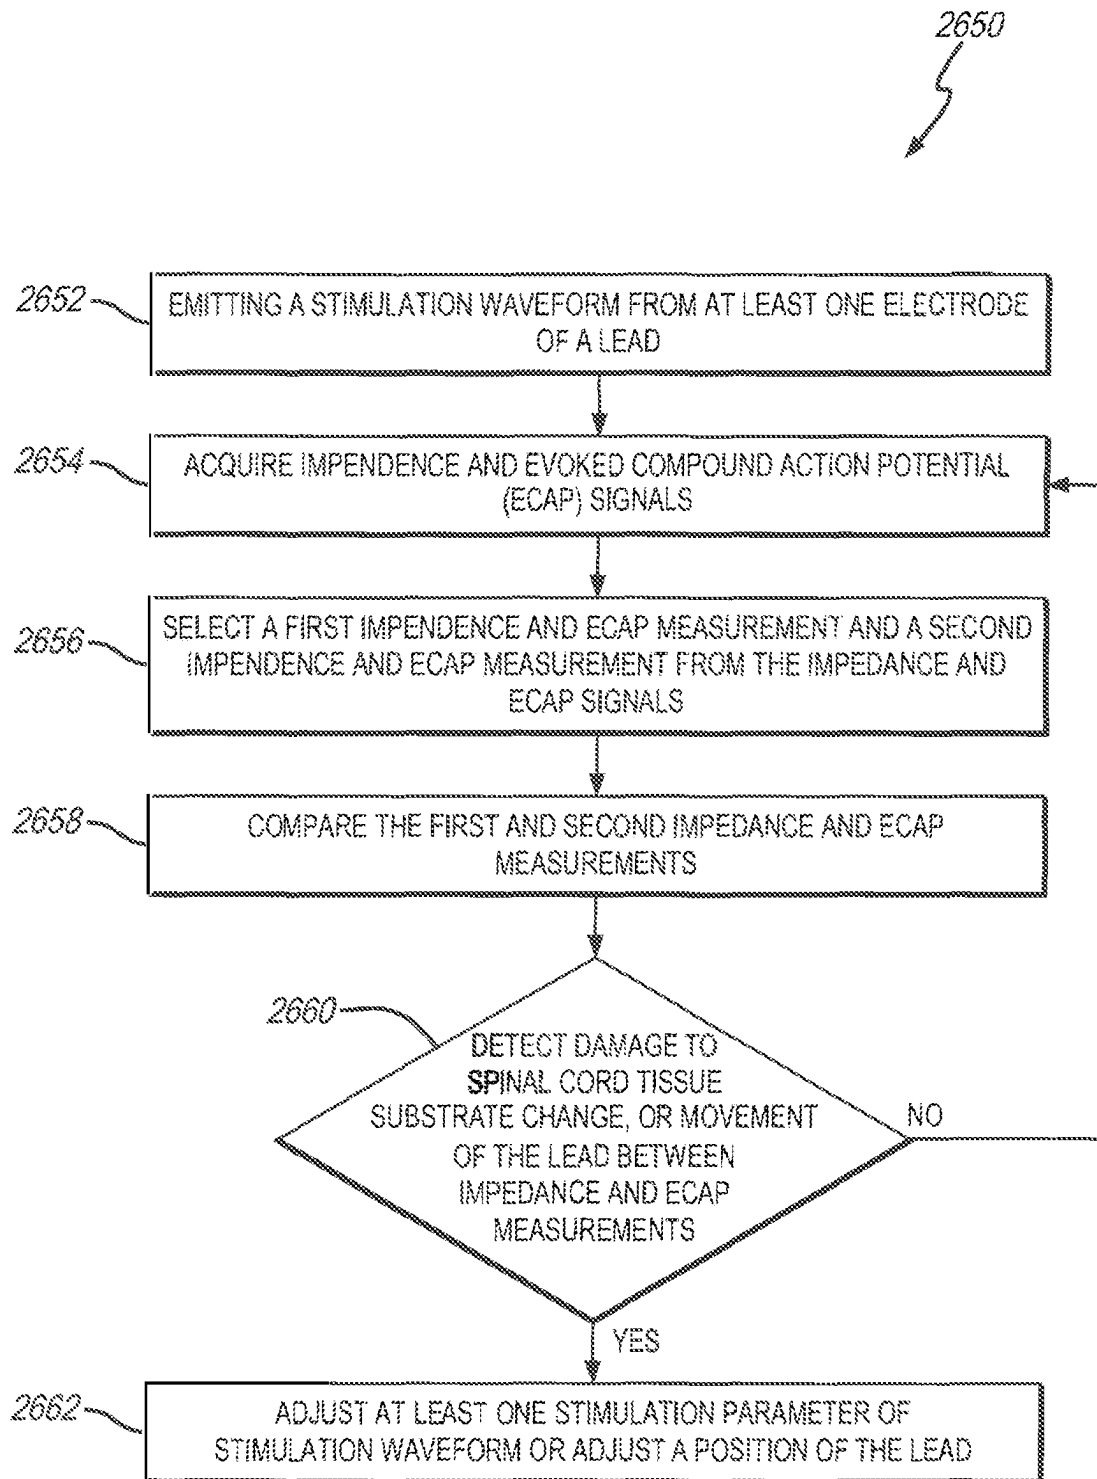 2650
2652
EMITTING A STIMULATION WAVEFORM FROM AT LEAST ONE ELECTRODE
OF A LEAD
2654
ACQUIRE IMPENDENCE AND EVOKED COMPOUND ACTION POTENTIAL
(ECAP) SIGNALS
2656
SELECT A FIRST IMPENDENCE AND ECAP MEASUREMENT AND A SECOND
IMPENDENCE AND ECAP MEASUREMENT FROM THE IMPEDANCE AND
ECAP SIGNALS
2658
COMPARE THE FIRST AND SECOND IMPEDANCE AND ECAP
MEASUREMENTS
2660
DETECT DAMAGE TO
SPINAL CORD TISSUE
SUBSTRATE CHANGE, OR MOVEMENT
OF THE LEAD BETWEEN
IMPEDANCE AND ECAP
MEASUREMENTS
NO
YES
2662
ADJUST AT LEAST ONE STIMULATION PARAMETER OF
STIMULATION WAVEFORM OR ADJUST A POSITION OF THE LEAD